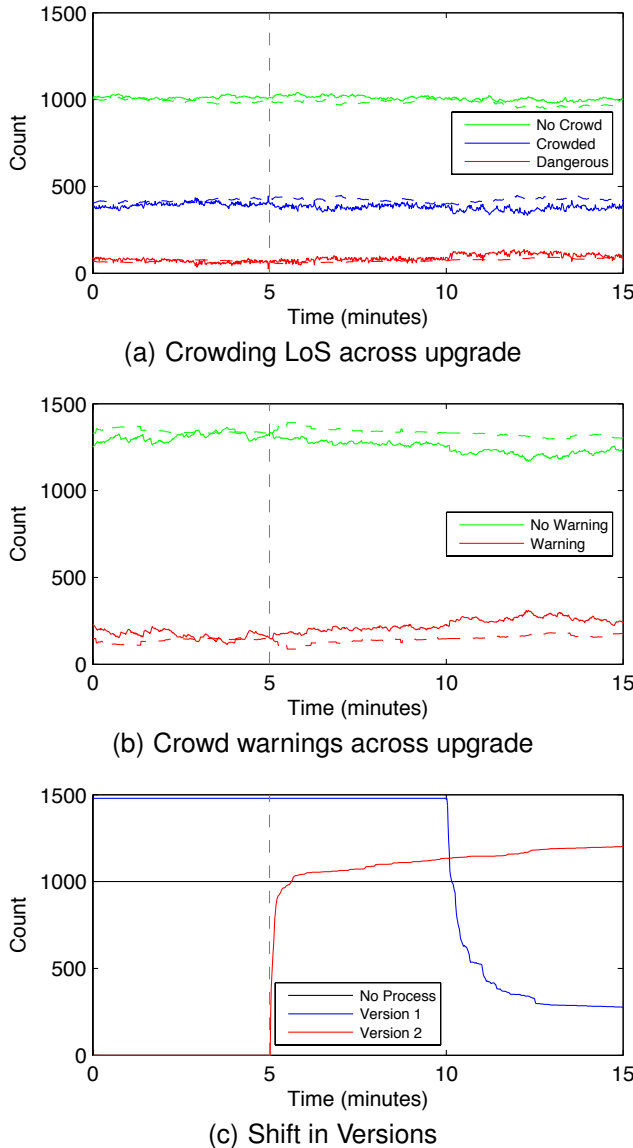 1500
1000
500
0
Count
No Crowd
Crowded
Dangerous
0 5 10 15
Time (minutes)
(a) Crowding LoS across upgrade
1500
1000
500
0
Count
No Warning
Warning
0 5 10 15
Time (minutes)
(b) Crowd warnings across upgrade
1500
1000
500
0
Count
No Process
Version 1
Version 2
0 5 10 15
Time (minutes)
(c) Shift in Versions